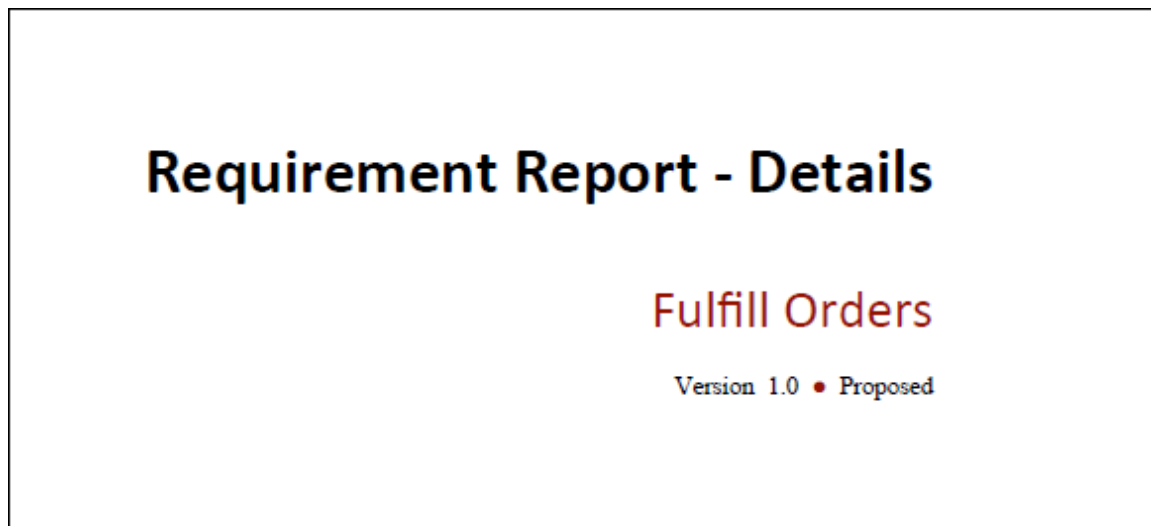 Requirement Report - Details
Fulfill Orders
Version 1.0 ● Proposed